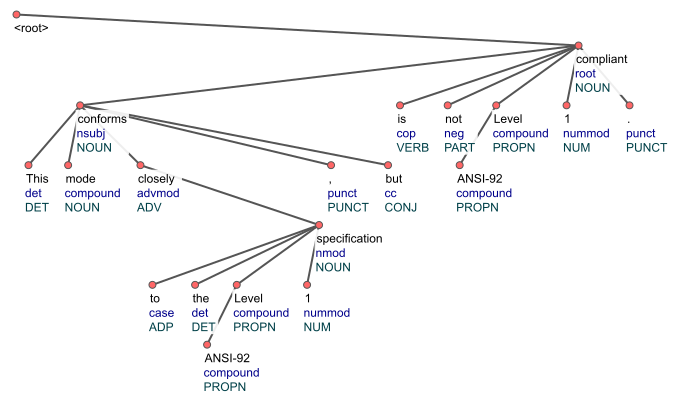 <root>
compliant
root
NOUN
conforms
nsubj
NOUN
is
cop
VERB
not
neg
PART
Level
compound
PROPN
1
nummod
NUM
.
punct
PUNCT
This
det
DET
mode
compound
NOUN
closely
advmod
ADV
,
punct
PUNCT
but
cc
CONJ
ANSI-92
compound
PROPN
specification
nmod
NOUN
to
case
ADP
the
det
DET
Level
compound
PROPN
1
nummod
NUM
ANSI-92
compound
PROPN